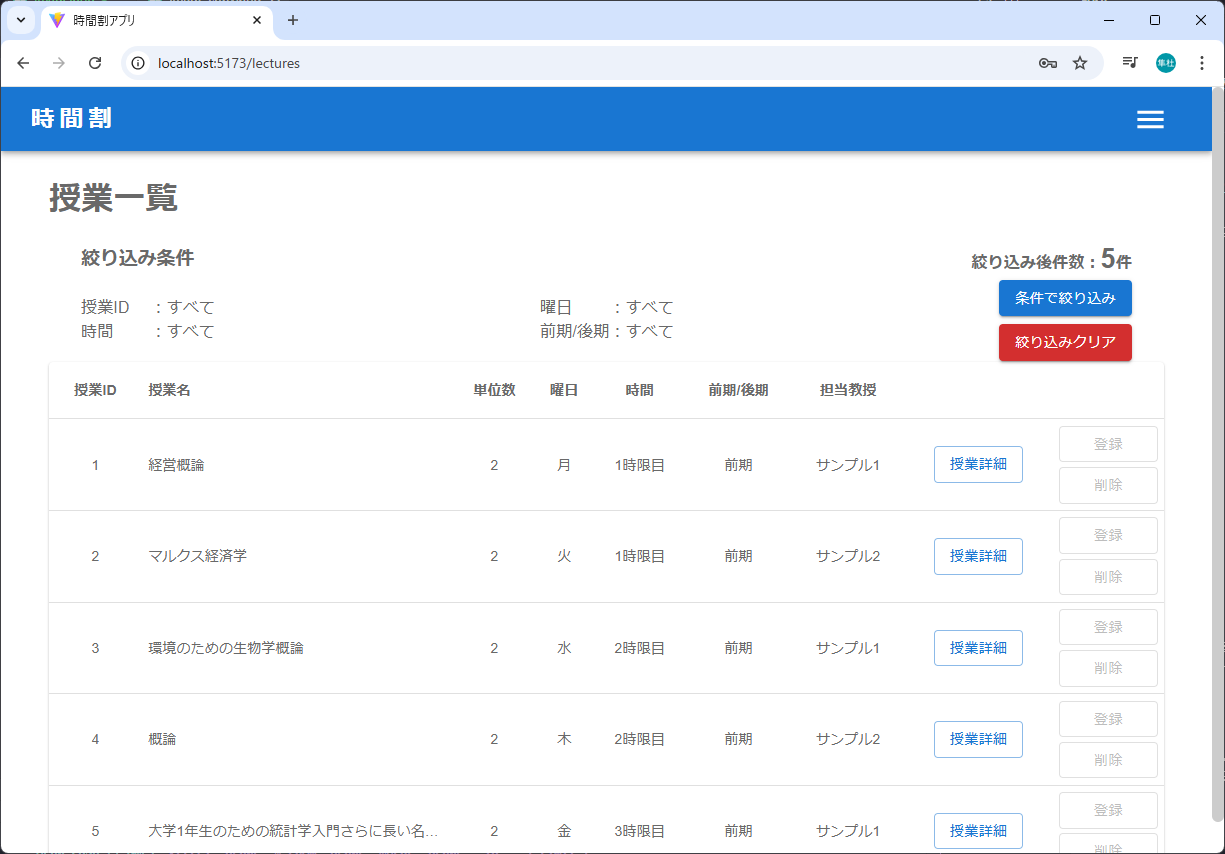 時間割アプリ
localhost:5173/lectures
隼杜
時間割
授業一覧
絞り込み条件
絞り込み後件数：5件
授業ID ：すべて 曜日 ：すべて
条件で絞り込み
時間 ：すべて 前期/後期：すべて
絞り込みクリア
授業ID 授業名 単位数 曜日 時間 前期/後期 担当教授
登録
1 経営概論 2 月 1時限目 前期 サンプル1 授業詳細
削除
登録
2 マルクス経済学 2 火 1時限目 前期 サンプル2 授業詳細
削除
登録
3 環境のための生物学概論 2 水 2時限目 前期 サンプル1 授業詳細
削除
登録
4 概論 2 木 2時限目 前期 サンプル2 授業詳細
削除
登録
5 大学1年生のための統計学入門さらに長い名... 2 金 3時限目 前期 サンプル1 授業詳細
削除